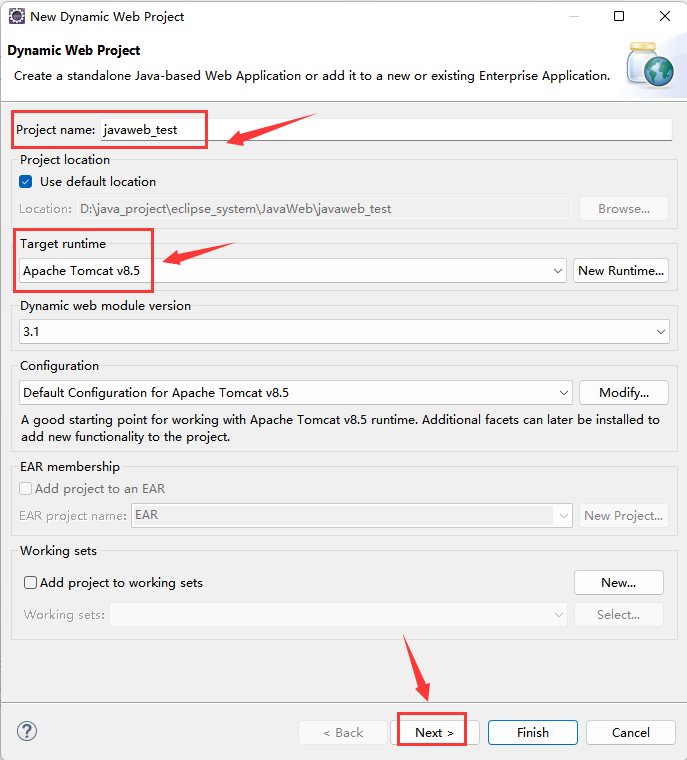 New Dynamic Web Project
Dynamic Web Project
Create a standalone Java-based Web Application or add it to a new or existing Enterprise Application.
Project name: javaweb_test
Project location
Use default location
Location: D:\java_project\eclipse_system\JavaWeb\javaweb_test Browse...
Target runtime
Apache Tomcat v8.5 New Runtime...
Dynamic web module version
3.1
Configuration
Default Configuration for Apache Tomcat v8.5 Modify...
A good starting point for working with Apache Tomcat v8.5 runtime. Additional facets can later be installed to
add new functionality to the project.
EAR membership
Add project to an EAR
EAR project name: EAR New Project...
Working sets
Add project to working sets New...
Working sets: Select...
? < Back Next > Finish Cancel